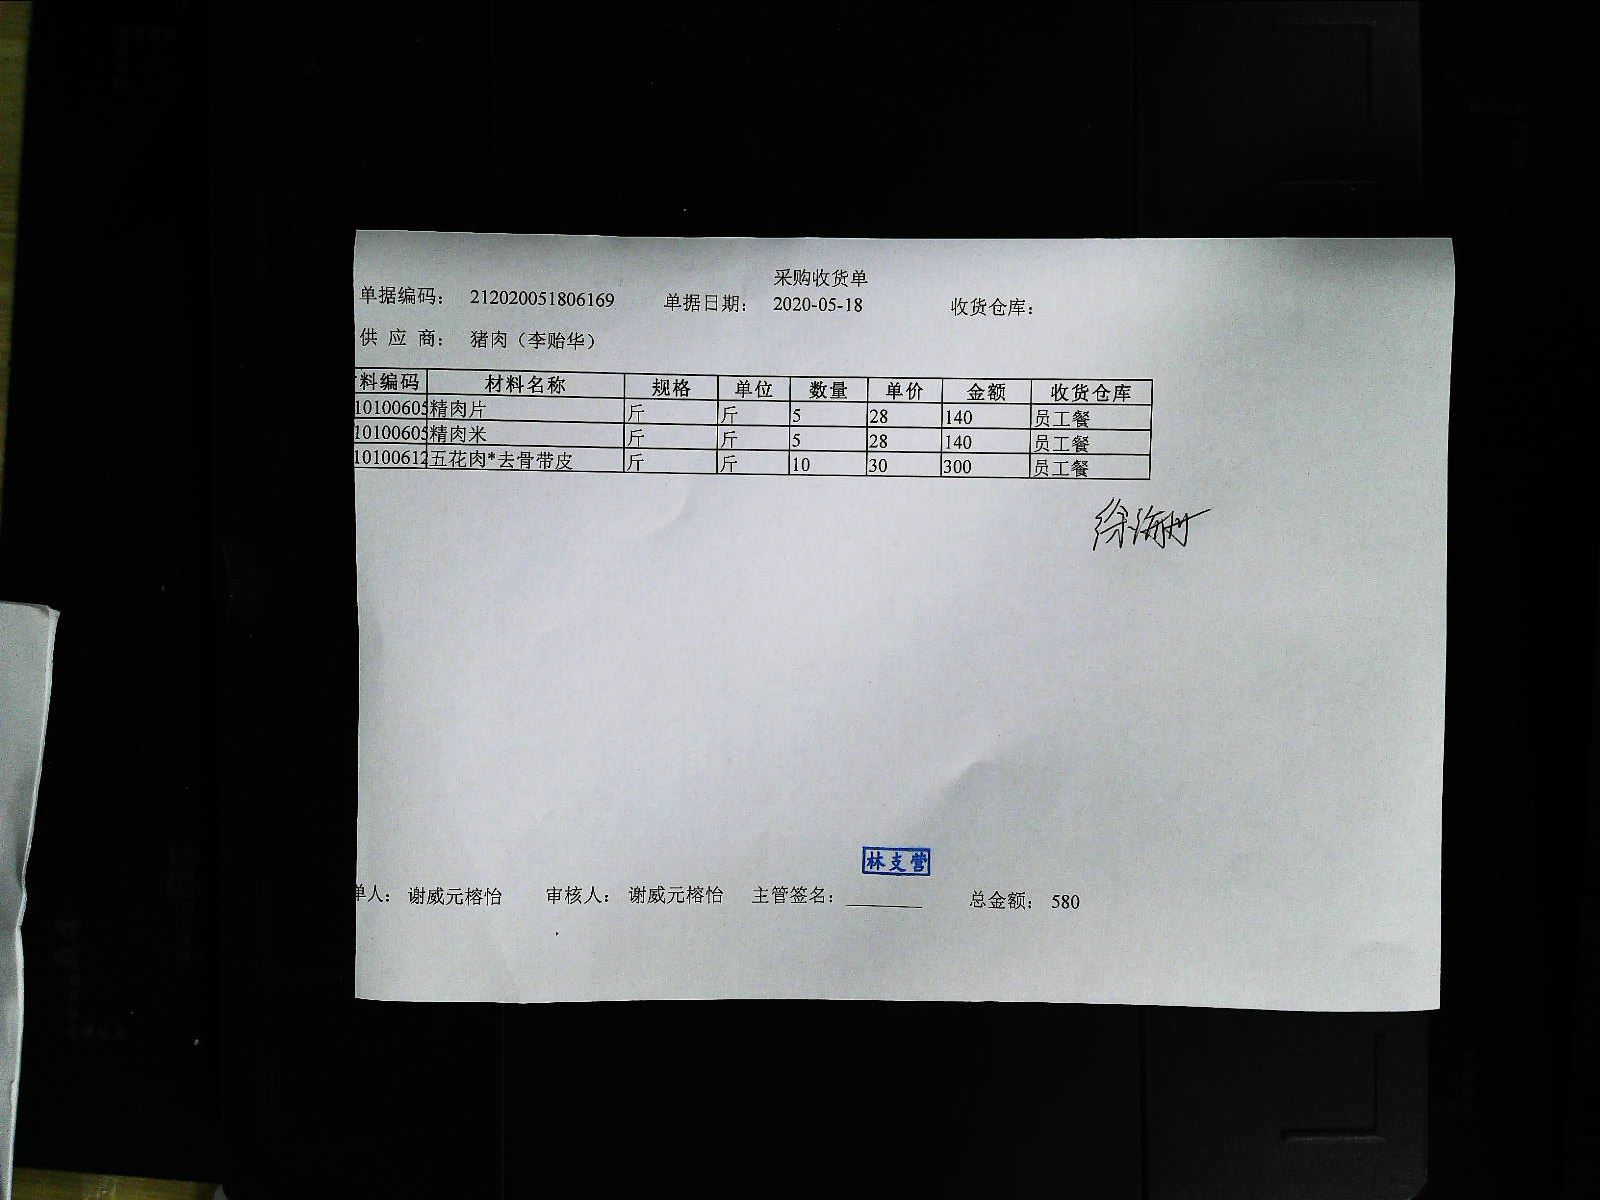 采购收货单
单据编码： 212020051806169 单据日期： 2020-05-18 收货仓库：
供 应 商： 猪肉（李贻华）
料编码 材料名称 规格 单位 数量 单价 金额 收货仓库
10100605 精肉片 斤 斤 5 28 140 员工餐
10100605 精肉米 斤 斤 5 28 140 员工餐
10100612 五花肉*去骨带皮 斤 斤 10 30 300 员工餐
林支营
单人： 谢威元榕怡 审核人： 谢威元榕怡 主管签名：________ 总金额： 580